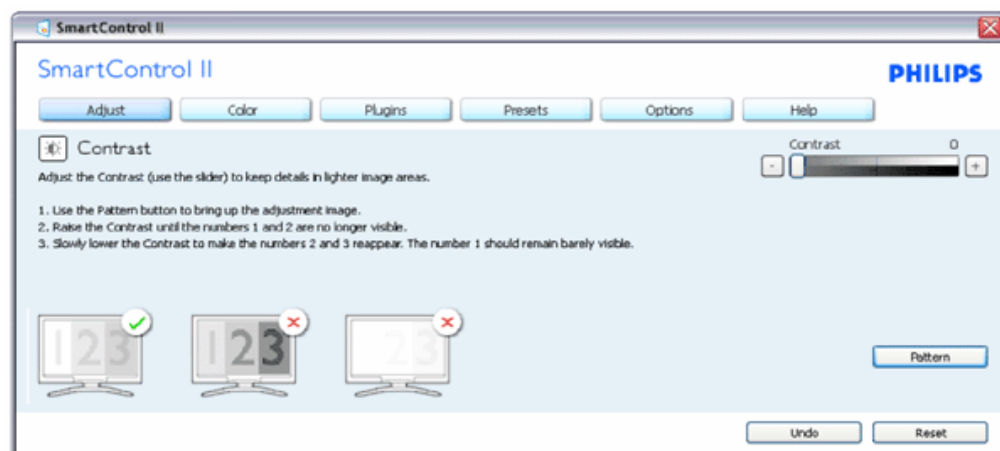 SmartControl II
SmartControl II
PHILIPS
Adjust Color Plugins Presets Options Help
Contrast
Contrast 0
- +
Adjust the Contrast (use the slider) to keep details in lighter image areas.
1. Use the Pattern button to bring up the adjustment image.
2. Raise the Contrast until the numbers 1 and 2 are no longer visible.
3. Slowly lower the Contrast to make the numbers 2 and 3 reappear. The number 1 should remain barely visible.
123 123 23
Pattern
Undo Reset